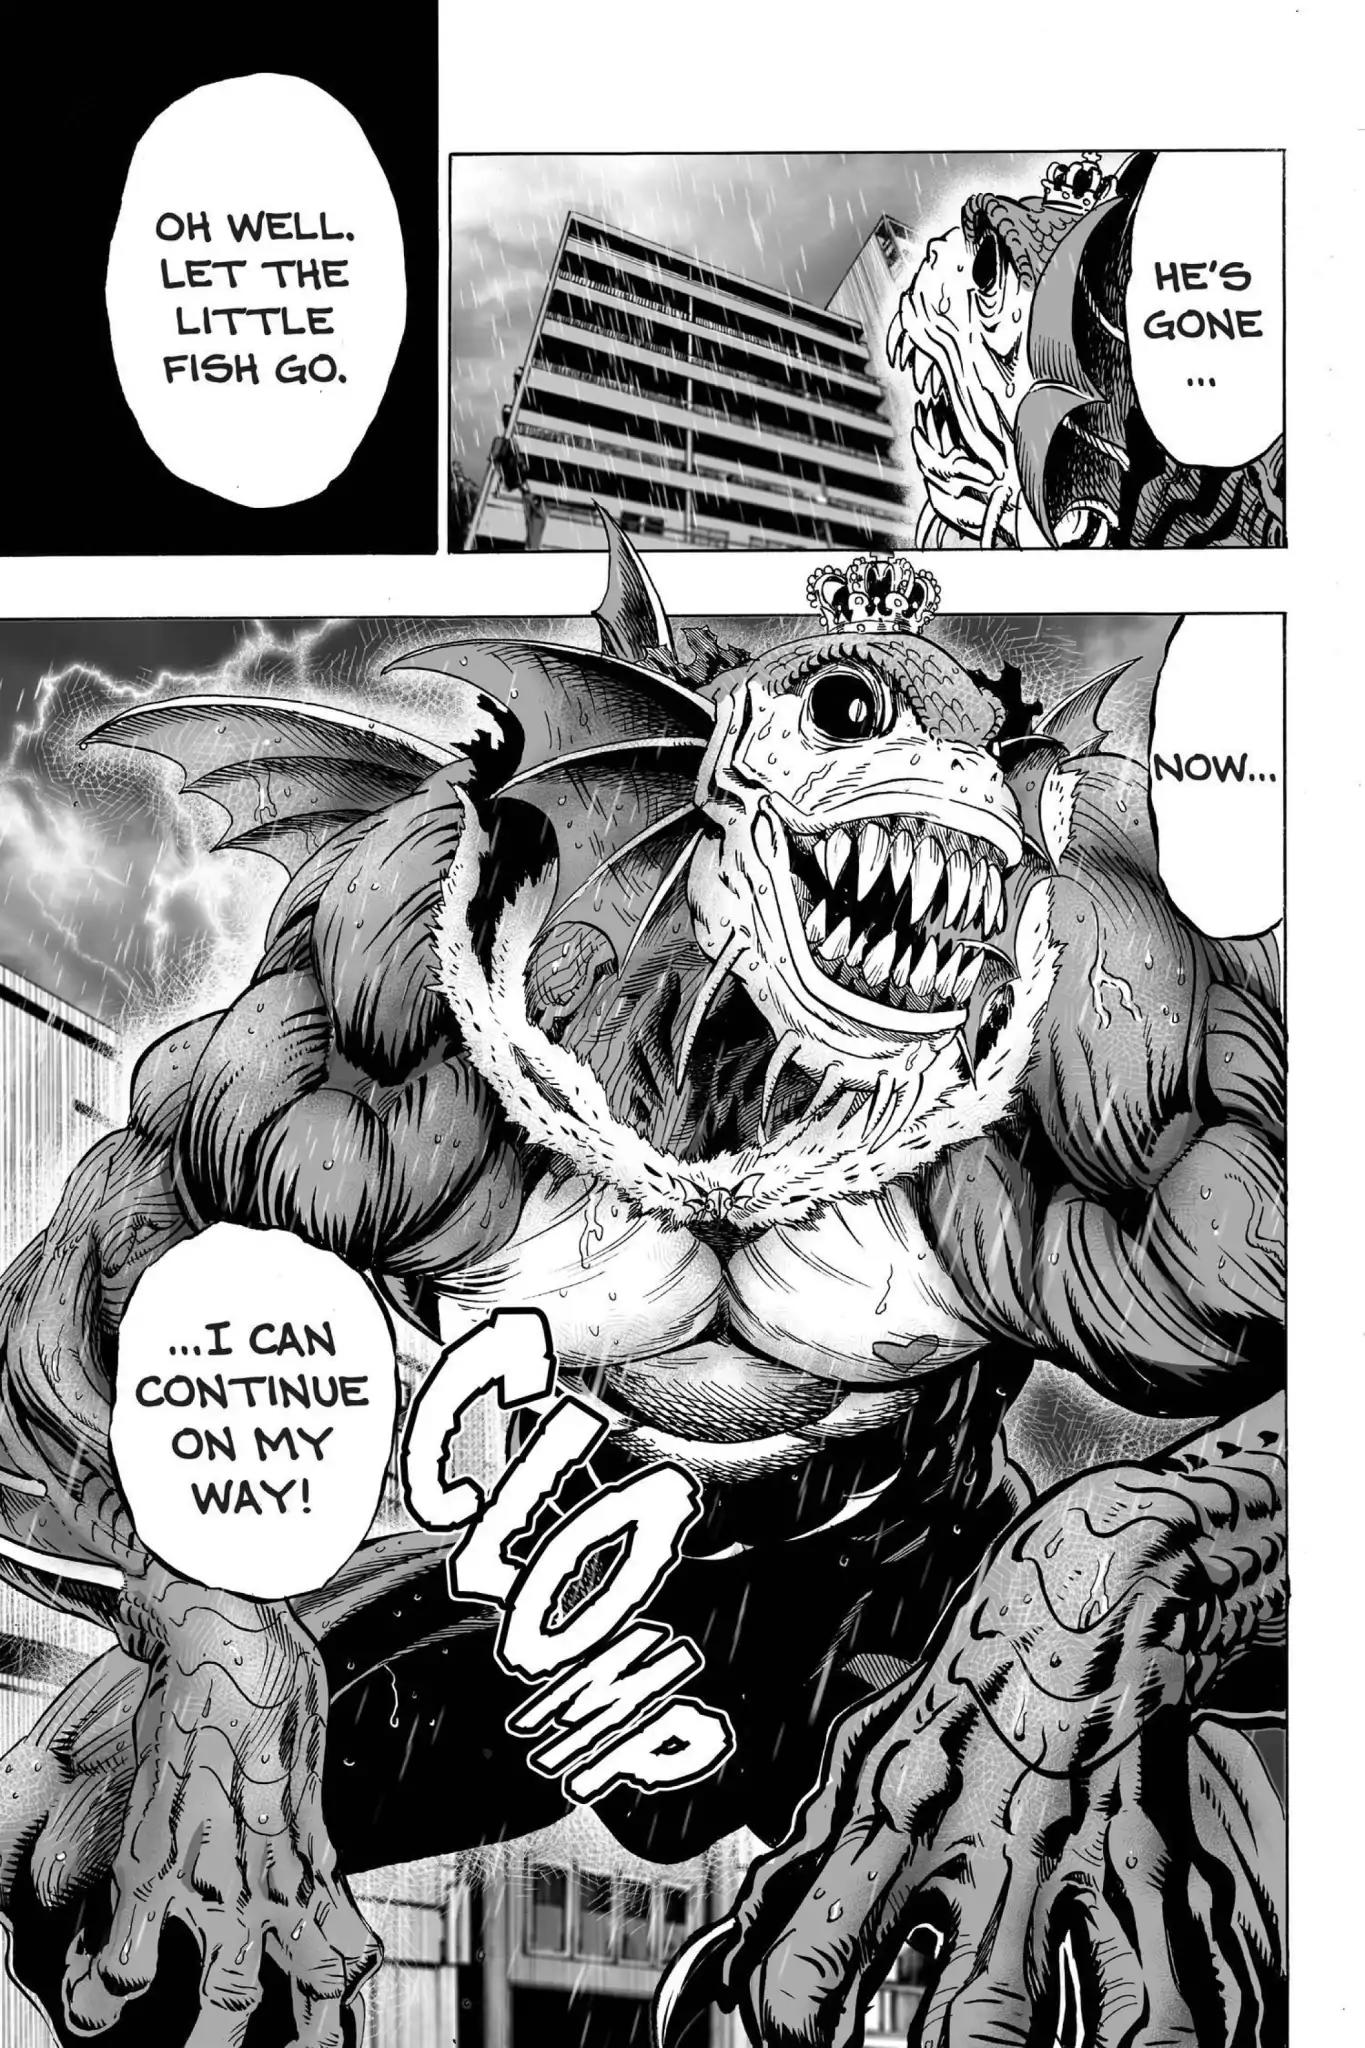 HE'S
GONE
...
OH WELL.
LET THE
LITTLE
FISH GO.
NOW...
...I CAN
CONTINUE
ON MY
WAY!
CLOMP